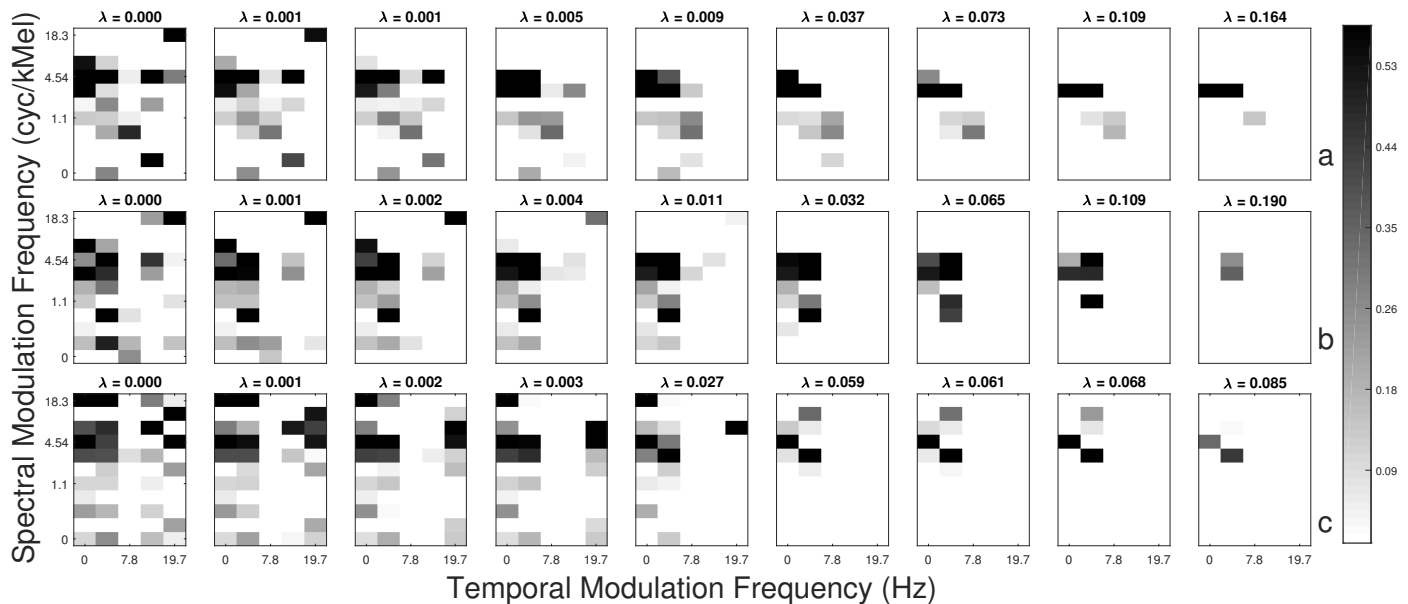 λ = 0.000 λ = 0.001 λ = 0.001 λ = 0.005 λ = 0.009 λ = 0.037 λ = 0.073 λ = 0.109 λ = 0.164
18.3
4.54
1.1
0
a
λ = 0.000 λ = 0.001 λ = 0.002 λ = 0.004 λ = 0.011 λ = 0.032 λ = 0.065 λ = 0.109 λ = 0.190
18.3
4.54
1.1
0
b
λ = 0.000 λ = 0.001 λ = 0.002 λ = 0.003 λ = 0.027 λ = 0.059 λ = 0.061 λ = 0.068 λ = 0.085
18.3
4.54
1.1
0
c
0 7.8 19.7 0 7.8 19.7 0 7.8 19.7 0 7.8 19.7 0 7.8 19.7 0 7.8 19.7 0 7.8 19.7 0 7.8 19.7 0 7.8 19.7
Temporal Modulation Frequency (Hz)
Spectral Modulation Frequency (cyc/kMel)
0.53
0.44
0.35
0.26
0.18
0.09